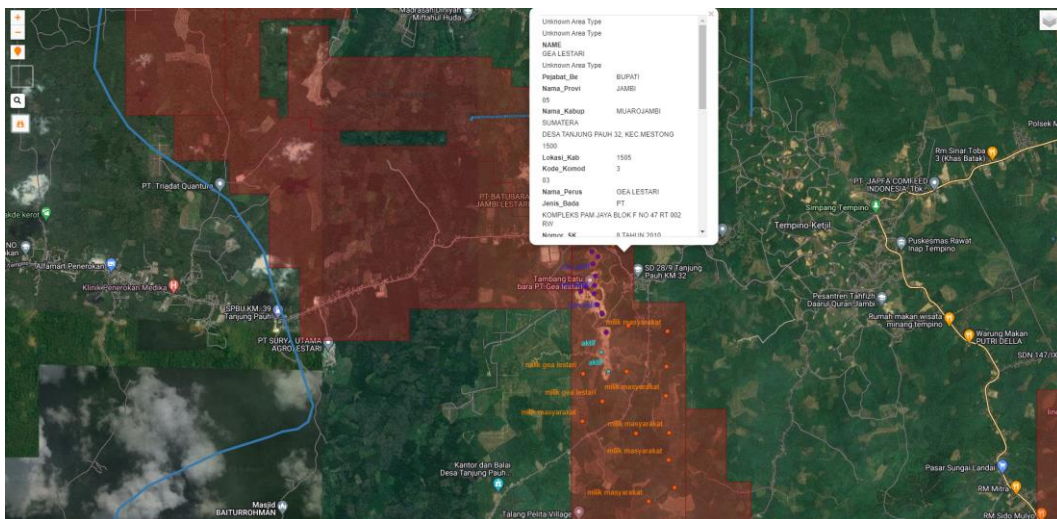 Unknown Area Type
Unknown Area Type
NAME
GEA LESTARI
Unknown Area Type
Pejabat_Be BUPATI
Nama_Provi JAMBI
05
Nama_Kabup MUAROJAMBI
SUMATERA
DESA TANJUNG PAUH 32, KEC.MESTONG
1500
Lokasi_Kab 1505
Kode_Komod 3
03
Nama_Perus GEA LESTARI
Jenis_Bada PT
KOMPLEKS PAM JAYA BLOK F NO 47 RT 002
RW
Nomor_SK 8 TAHUN 2010
Madrasah Diniyah
Miftahul Huda
Polsek
Rm Sinar Toba
3 (Khas Batak)
PT. Triadat Quantum
PT. JAPFA COMFEED
INDONESIA, Tbk
PT BATUBARA
JAMBI LESTARI
Simpang Tempino
Tempino Kecil
Puskesmas Rawat
Inap Tempino
Alfamart Penerokan
Klinik Penerokan Medika
Tambang batu
bara PT.Gea lestari
SD 28/9 Tanjung
Pauh KM 32
Pesantren Tahfizh
Daarul Quran Jambi
SPBU KM. 39
Tanjung Pauh
Rumah makan wisata
minang tempino
milik masyarakat
Warung Makan
PUTRI DELLA
PT SURYA UTAMA
AGROLESTARI
aktif
SDN 147/IX
aktif
milik gea lestari
milik masyarakat
milik gea lestari
milik masyarakat
milik masyarakat
milik masyarakat
Kantor dan Balai
Desa Tanjung Pauh...
Pasar Sungai Landai
RM Mitra
milik masyarakat
Masjid
BAITURROHMAN
Talang Pelita Village
RM Sido Mulyo